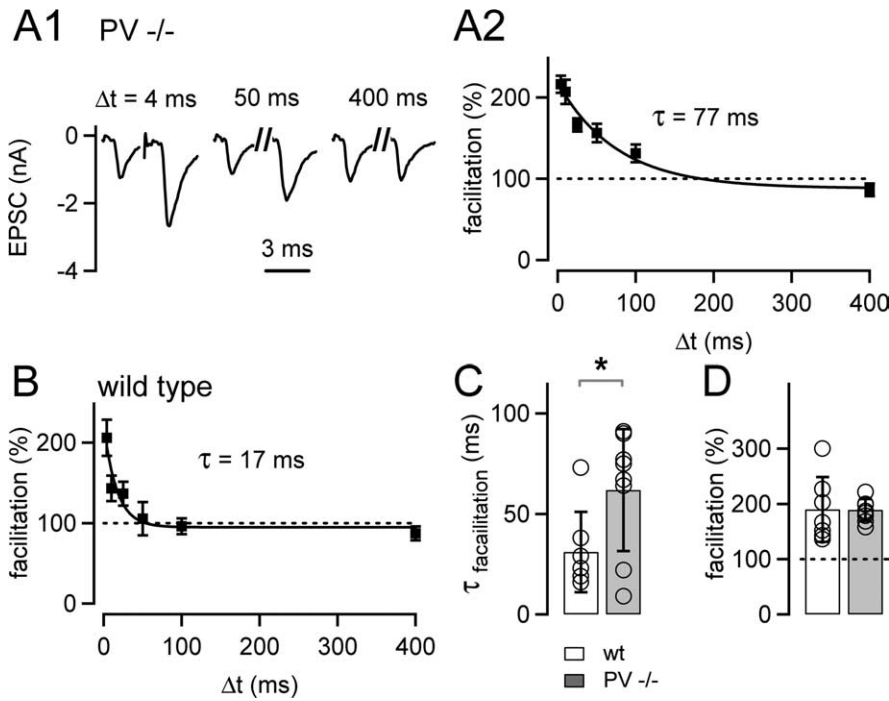 A1 PV -/-
Δt = 4 ms 50 ms 400 ms
0
-2
-4
EPSC (nA)
3 ms
A2
200
100
0
facilitation (%)
τ = 77 ms
0 100 200 300 400
Δt (ms)
B wild type
200
100
0
facilitation (%)
τ = 17 ms
0 100 200 300 400
Δt (ms)
C
*
100
50
0
τ facailitation (ms)
wt
PV -/-
D
300
200
100
0
facilitation (%)